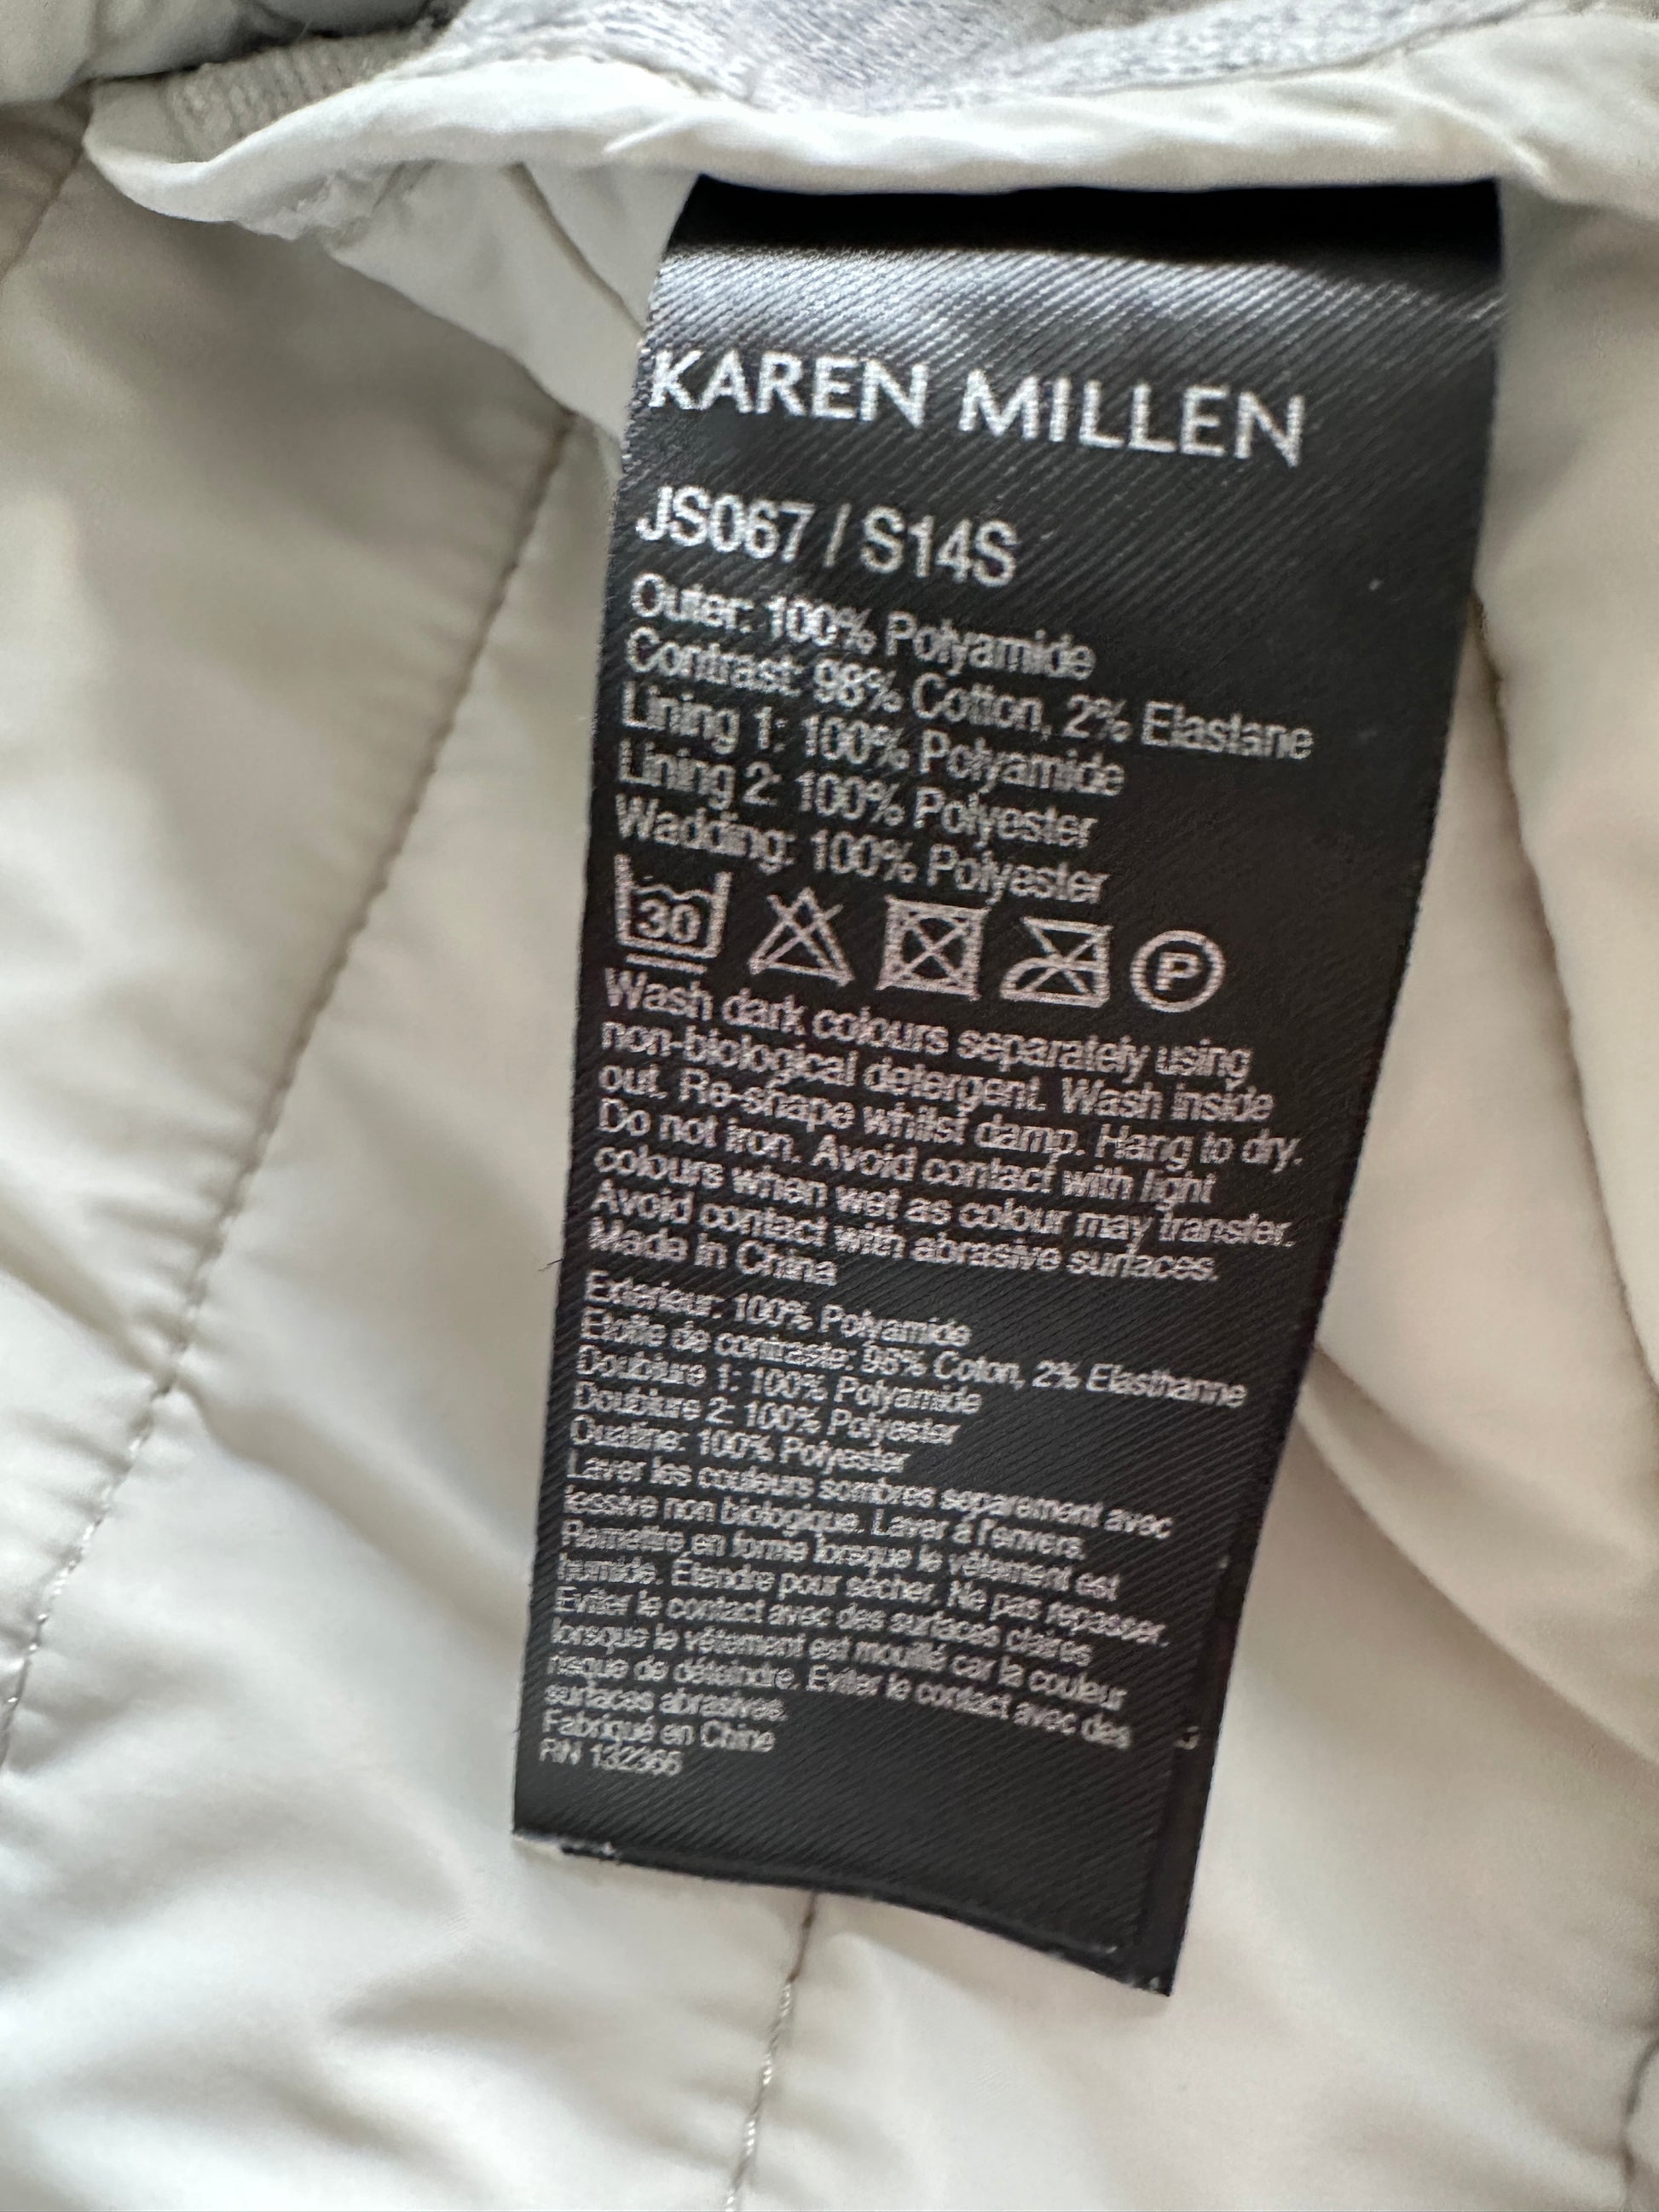 KAREN MILLEN
JS067 / S14S
Outer: 100% Polyamide
Contrast: 98% Cotton, 2% Elastane
Lining 1: 100% Polyamide
Lining 2: 100% Polyester
Wadding: 100% Polyester
30 P
Wash dark colours separately using
non-biological detergent. Wash inside
out. Re-shape whilst damp. Hang to dry.
Do not iron. Avoid contact with light
colours when wet as colour may transfer.
Avoid contact with abrasive surfaces.
Made in China
Exterieur: 100% Polyamide
Etoffe de contraste: 98% Coton, 2% Elasthanne
Doublure 1: 100% Polyamide
Doublure 2: 100% Polyester
Ouatine: 100% Polyester
Laver les couleurs sombres separement avec
lessive non biologique. Laver à l'envers.
Remettre en forme lorsque le vêtement est
humide. Étendre pour sécher. Ne pas repasser.
Eviter le contact avec des surfaces claires
lorsque le vêtement est mouillé car la couleur
risque de déteindre. Eviter le contact avec des
surfaces abrasives.
Fabriqué en Chine
RN 132366